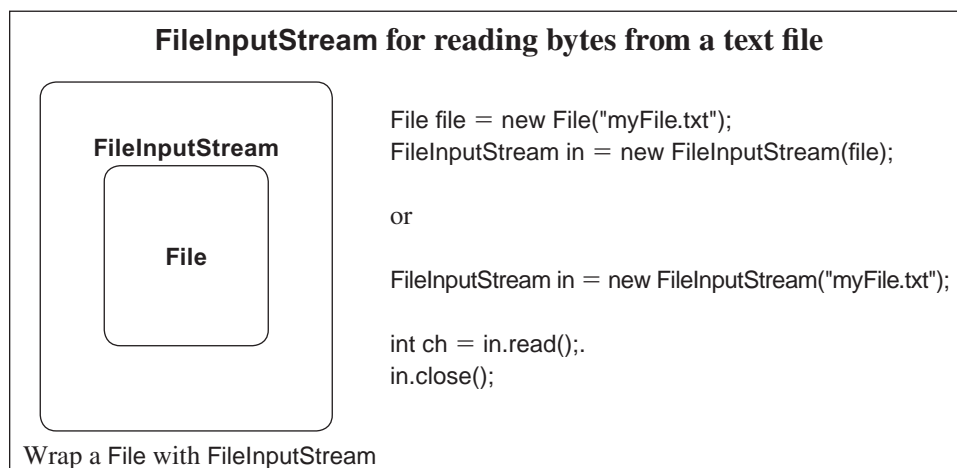 FileInputStream for reading bytes from a text file
FileInputStream
File
File file = new File("myFile.txt");
FileInputStream in = new FileInputStream(file);
or
FileInputStream in = new FileInputStream("myFile.txt");
int ch = in.read();.
in.close();
Wrap a File with FileInputStream